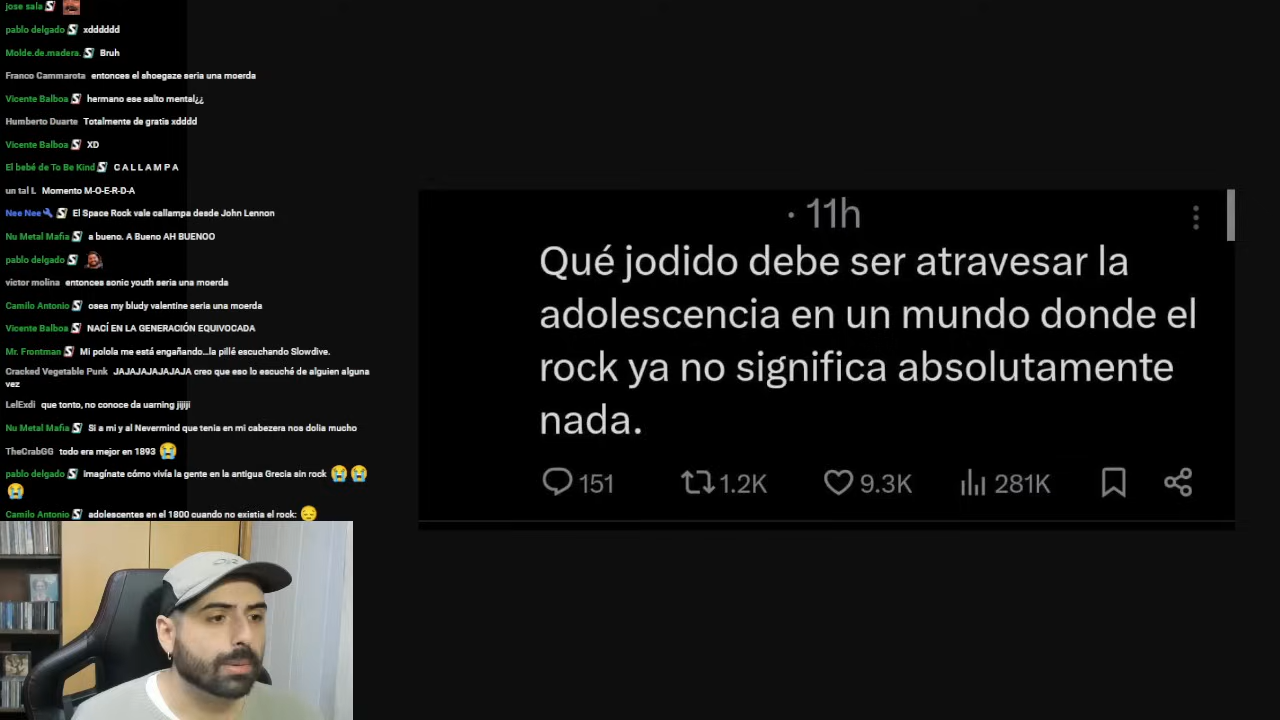 jose sala
pablo delgado xdddddd
Molde.de.madera. Bruh
Franco Cammarota entonces el shoegaze seria una moerda
Vicente Balboa hermano ese salto mental¿¿
Humberto Duarte Totalmente de gratis xdddd
Vicente Balboa XD
El bebé de To Be Kind C A L L A M P A
un tal I. Momento M-O-E-R-D-A
Nee Nee El Space Rock vale callampa desde John Lennon
Nu Metal Mafia a bueno. A Bueno AH BUENOO
pablo delgado
victor molina entonces sonic youth seria una moerda
Camilo Antonio osea my bludy valentine seria una moerda
Vicente Balboa NACÍ EN LA GENERACIÓN EQUIVOCADA
Mr. Frontman Mi polola me está engañando...la pillé escuchando Slowdive.
Cracked Vegetable Punk JAJAJAJAJAJAJA creo que eso lo escuché de alguien alguna
vez
LelExdi que tonto, no conoce da uarning jijiji
Nu Metal Mafia Si a mi y al Nevermind que tenia en mi cabezera nos dolia mucho
TheCrabGG todo era mejor en 1893 😭
pablo delgado imagínate cómo vivía la gente en la antigua Grecia sin rock 😭😭
😭
Camilo Antonio adolescentes en el 1800 cuando no existia el rock: 😔
· 11h
Qué jodido debe ser atravesar la
adolescencia en un mundo donde el
rock ya no significa absolutamente
nada.
151 1.2K 9.3K 281K